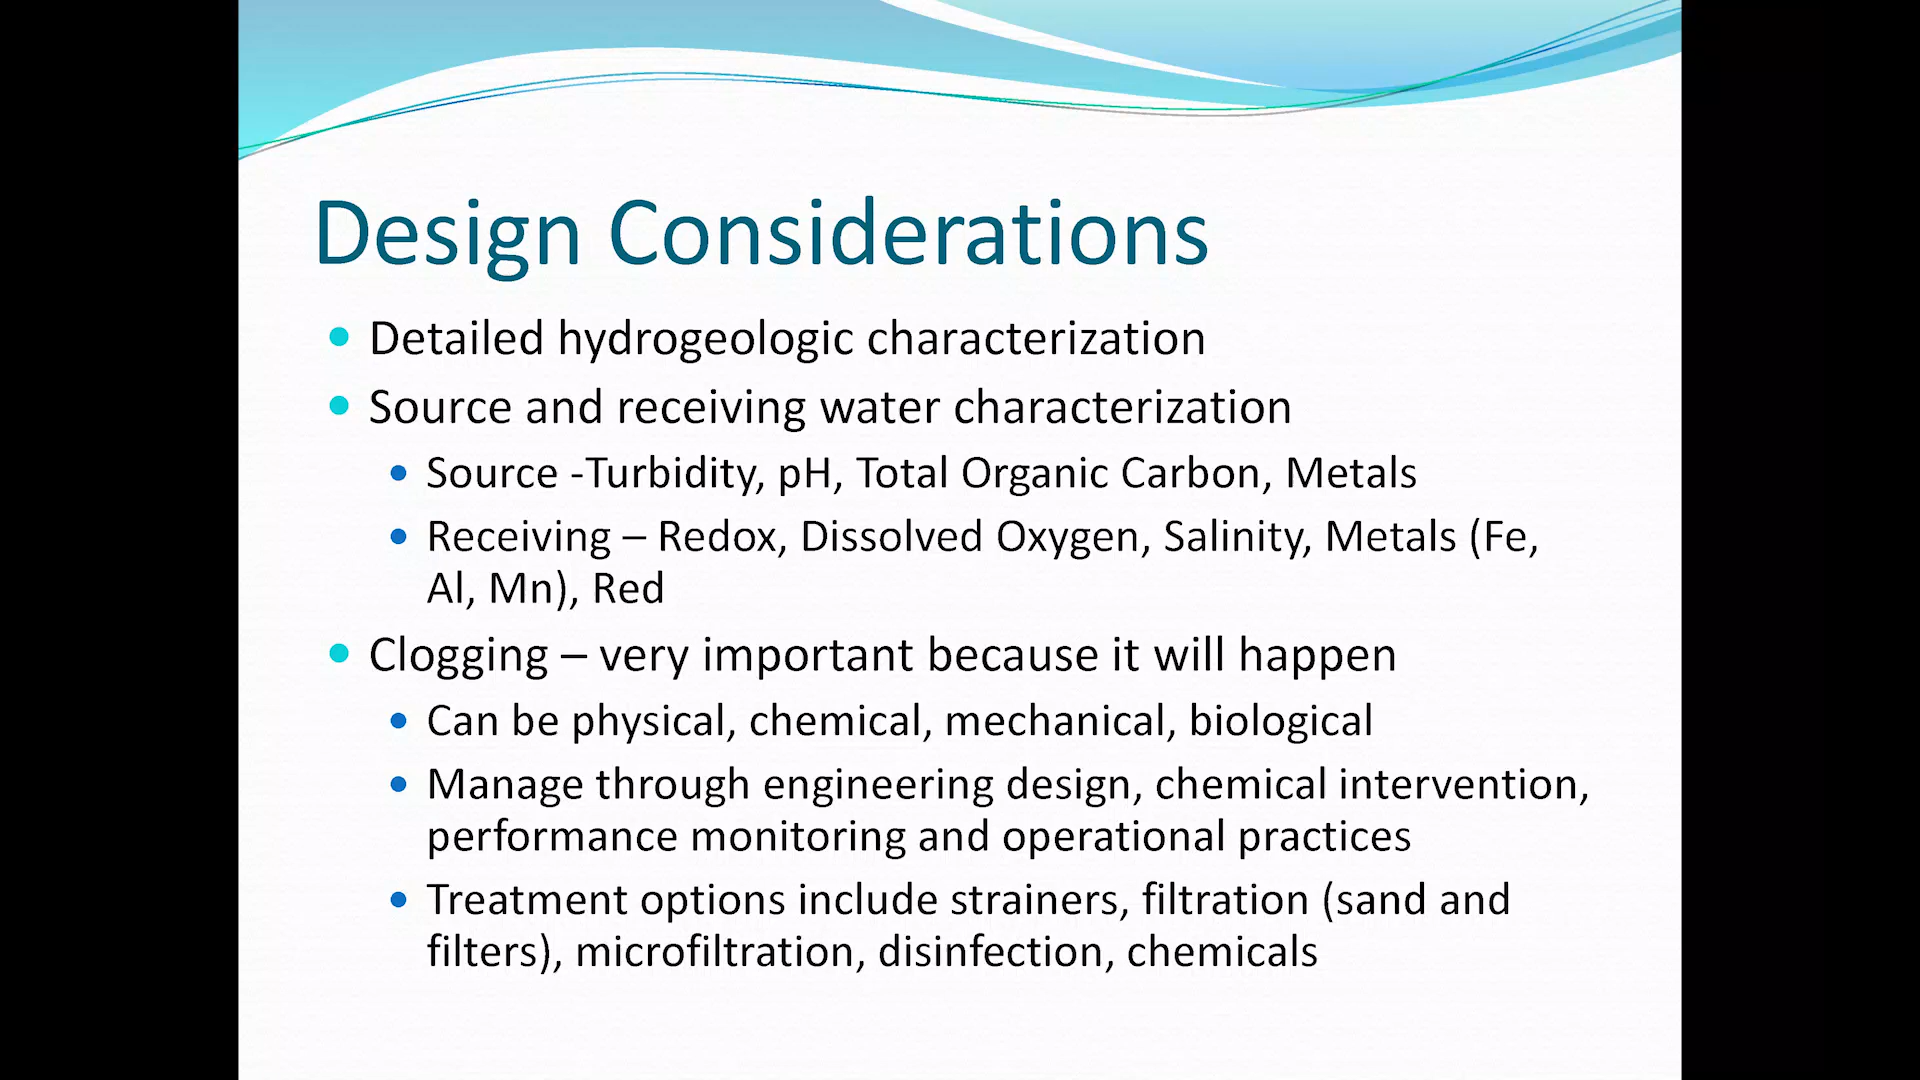 Design Considerations
• Detailed hydrogeologic characterization
• Source and receiving water characterization
• Source -Turbidity, pH, Total Organic Carbon, Metals
• Receiving – Redox, Dissolved Oxygen, Salinity, Metals (Fe,
Al, Mn), Red
• Clogging – very important because it will happen
• Can be physical, chemical, mechanical, biological
• Manage through engineering design, chemical intervention,
performance monitoring and operational practices
• Treatment options include strainers, filtration (sand and
filters), microfiltration, disinfection, chemicals